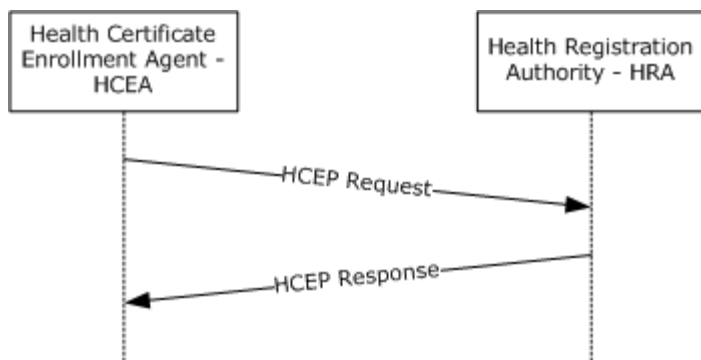 Health Certificate
Enrollment Agent -
HCEA
Health Registration
Authority - HRA
HCEP Request
HCEP Response